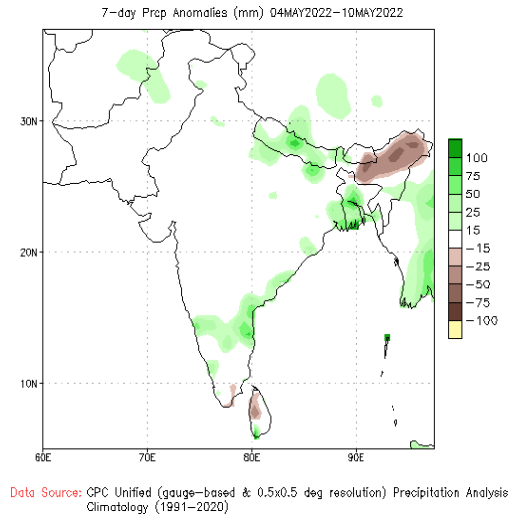 7-day Prcp Anomalies (mm) 04MAY2022-10MAY2022
30N
20N
10N
60E 70E 80E 90E
100
75
50
25
15
-15
-25
-50
-75
-100
Data Source: CPC Unified (gauge-based & 0.5x0.5 deg resolution) Precipitation Analysis
Climatology (1991-2020)